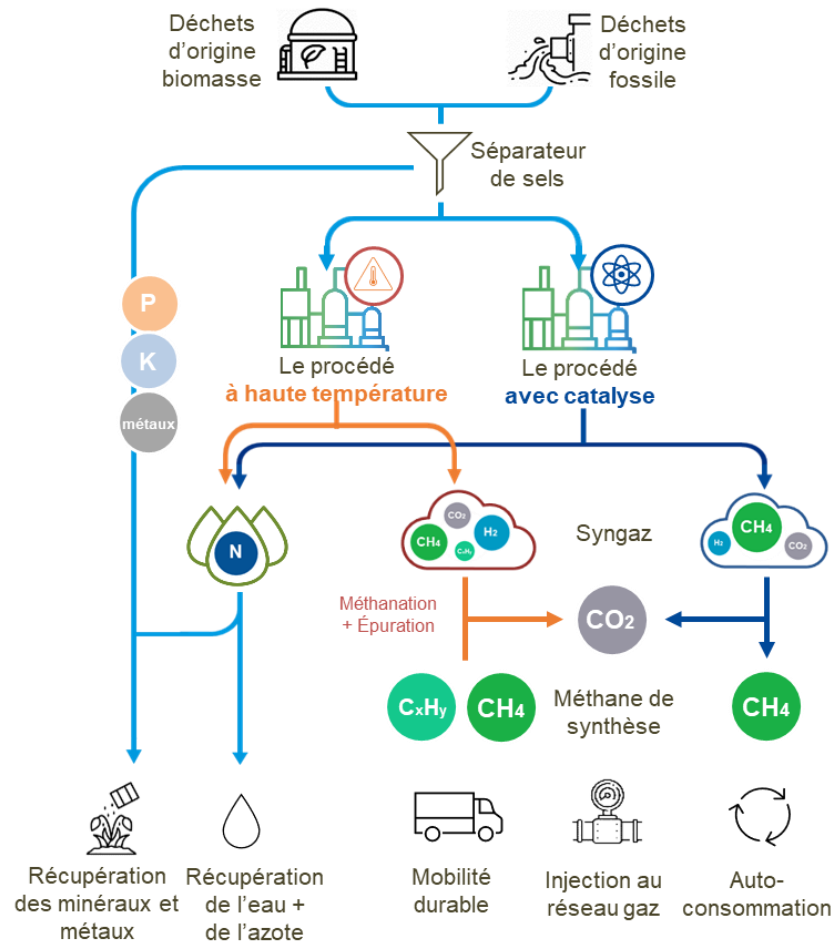 Déchets
d'origine
biomasse
Déchets
d'origine
fossile
Séparateur
de sels
P
K
métaux
Le procédé
à haute température
Le procédé
avec catalyse
N
CO₂
H₂
CH₄
CₓHᵧ
Syngaz
CH₄
H₂
CO₂
Méthanation
+ Épuration
CO₂
CₓHᵧ
CH₄
Méthane de
synthèse
CH₄
Récupération
des minéraux et
métaux
Récupération
de l'eau +
de l'azote
Mobilité
durable
Injection au
réseau gaz
Auto-
consommation